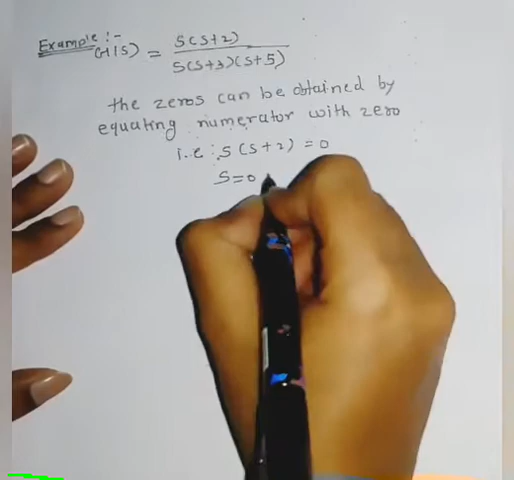 Example :-
G(s) = S(S+2)
S(S+3)(S+5)
the zeros can be obtained by
equating numerator with zero
i.e : S (S+2) = 0
S=0